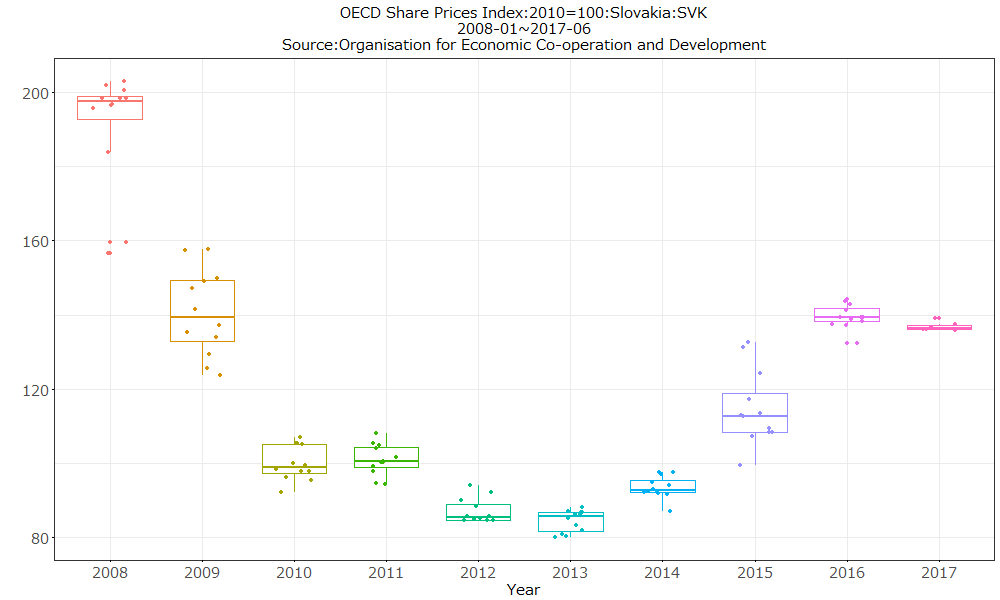 OECD Share Prices Index:2010=100:Slovakia:SVK
2008-01~2017-06
Source:Organisation for Economic Co-operation and Development
200
160
120
80
2008 2009 2010 2011 2012 2013 2014 2015 2016 2017
Year